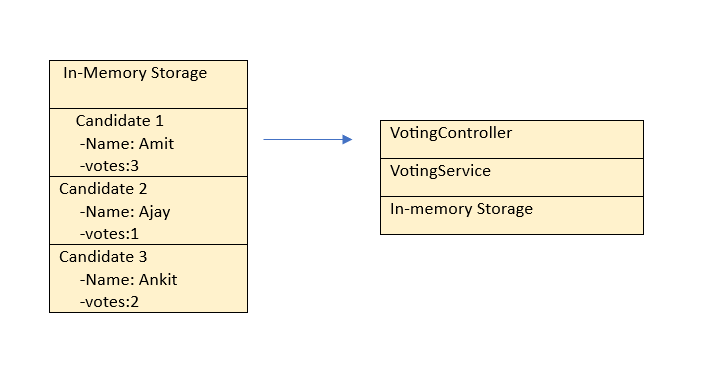 In-Memory Storage
Candidate 1
-Name: Amit
-votes:3
Candidate 2
-Name: Ajay
-votes:1
Candidate 3
-Name: Ankit
-votes:2
VotingController
VotingService
In-memory Storage